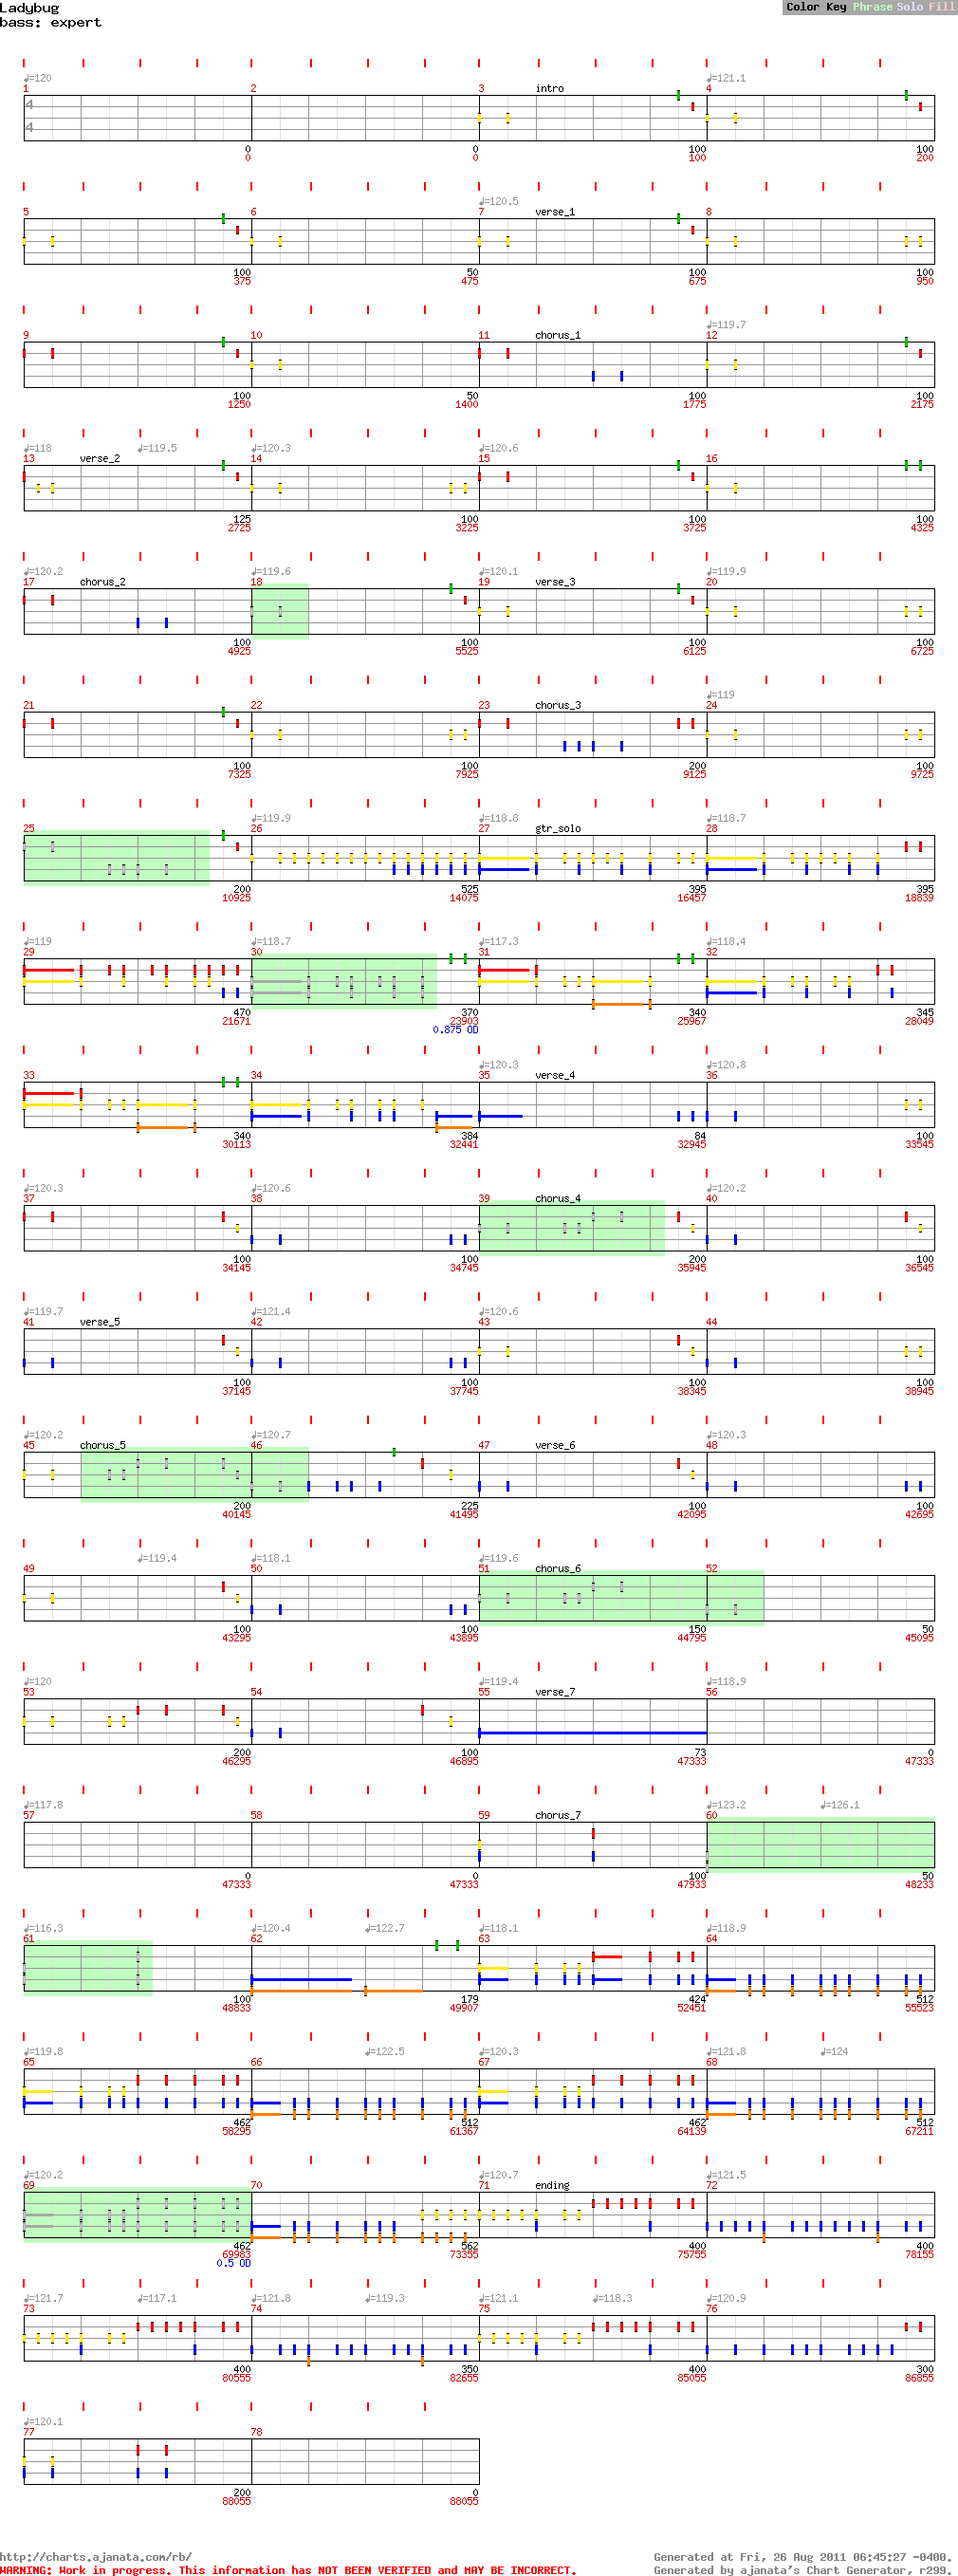 Ladybug
bass: expert
Color Key Phrase Solo Fill
♩=120 ♩=121.1
1 2 3 intro 4
4
4
0 0 100 100
0 0 100 200
♩=120.5
5 6 7 verse_1 8
100 50 100 100
375 475 675 950
♩=119.7
9 10 11 chorus_1 12
100 50 100 100
1250 1400 1775 2175
♩=118 ♩=119.5 ♩=120.3 ♩=120.6
13 verse_2 14 15 16
125 100 100 100
2725 3225 3725 4325
♩=120.2 ♩=119.6 ♩=120.1 ♩=119.9
17 chorus_2 18 19 verse_3 20
100 100 100 100
4925 5525 6125 6725
♩=119
21 22 23 chorus_3 24
100 100 200 100
7325 7925 9125 9725
♩=119.9 ♩=118.8 ♩=118.7
25 26 27 gtr_solo 28
200 525 395 395
10925 14075 16457 18839
♩=119 ♩=118.7 ♩=117.3 ♩=118.4
29 30 31 32
470 370 340 345
21671 23903 25967 28049
0.875 OD
♩=120.3 ♩=120.8
33 34 35 verse_4 36
340 384 84 100
30113 32441 32945 33545
♩=120.3 ♩=120.6 ♩=120.2
37 38 39 chorus_4 40
100 100 200 100
34145 34745 35945 36545
♩=119.7 ♩=121.4 ♩=120.6
41 verse_5 42 43 44
100 100 100 100
37145 37745 38345 38945
♩=120.2 ♩=120.7 ♩=120.3
45 chorus_5 46 47 verse_6 48
200 225 100 100
40145 41495 42095 42695
♩=119.4 ♩=118.1 ♩=119.6
49 50 51 chorus_6 52
100 100 150 50
43295 43895 44795 45095
♩=120 ♩=119.4 ♩=118.9
53 54 55 verse_7 56
200 100 73 0
46295 46895 47333 47333
♩=117.8 ♩=123.2 ♩=126.1
57 58 59 chorus_7 60
0 0 100 50
47333 47333 47933 48233
♩=116.3 ♩=120.4 ♩=122.7 ♩=118.1 ♩=118.9
61 62 63 64
100 179 424 512
48833 49907 52451 55523
♩=119.8 ♩=122.5 ♩=120.3 ♩=121.8 ♩=124
65 66 67 68
462 512 462 512
58295 61367 64139 67211
♩=120.2 ♩=120.7 ♩=121.5
69 70 71 ending 72
462 562 400 400
69983 73355 75755 78155
0.5 OD
♩=121.7 ♩=117.1 ♩=121.8 ♩=119.3 ♩=121.1 ♩=118.3 ♩=120.9
73 74 75 76
400 350 400 300
80555 82655 85055 86855
♩=120.1
77 78
200 0
88055 88055
http://charts.ajanata.com/rb/ Generated at Fri, 26 Aug 2011 06:45:27 -0400.
WARNING: Work in progress. This information has NOT BEEN VERIFIED and MAY BE INCORRECT. Generated by ajanata's Chart Generator, r299.